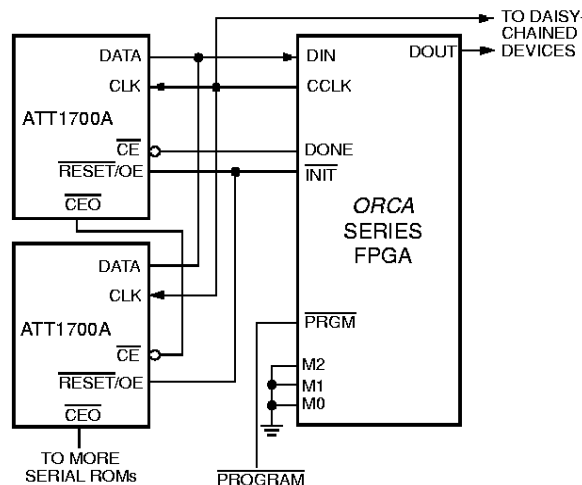 TO DAISY-
CHAINED
DEVICES
DATA
CLK
ATT1700A
CE
RESET/OE
CEO
DIN
DOUT
CCLK
DONE
INIT
ORCA
SERIES
FPGA
PRGM
M2
M1
M0
DATA
CLK
ATT1700A
CE
RESET/OE
CEO
TO MORE
SERIAL ROMs
PROGRAM